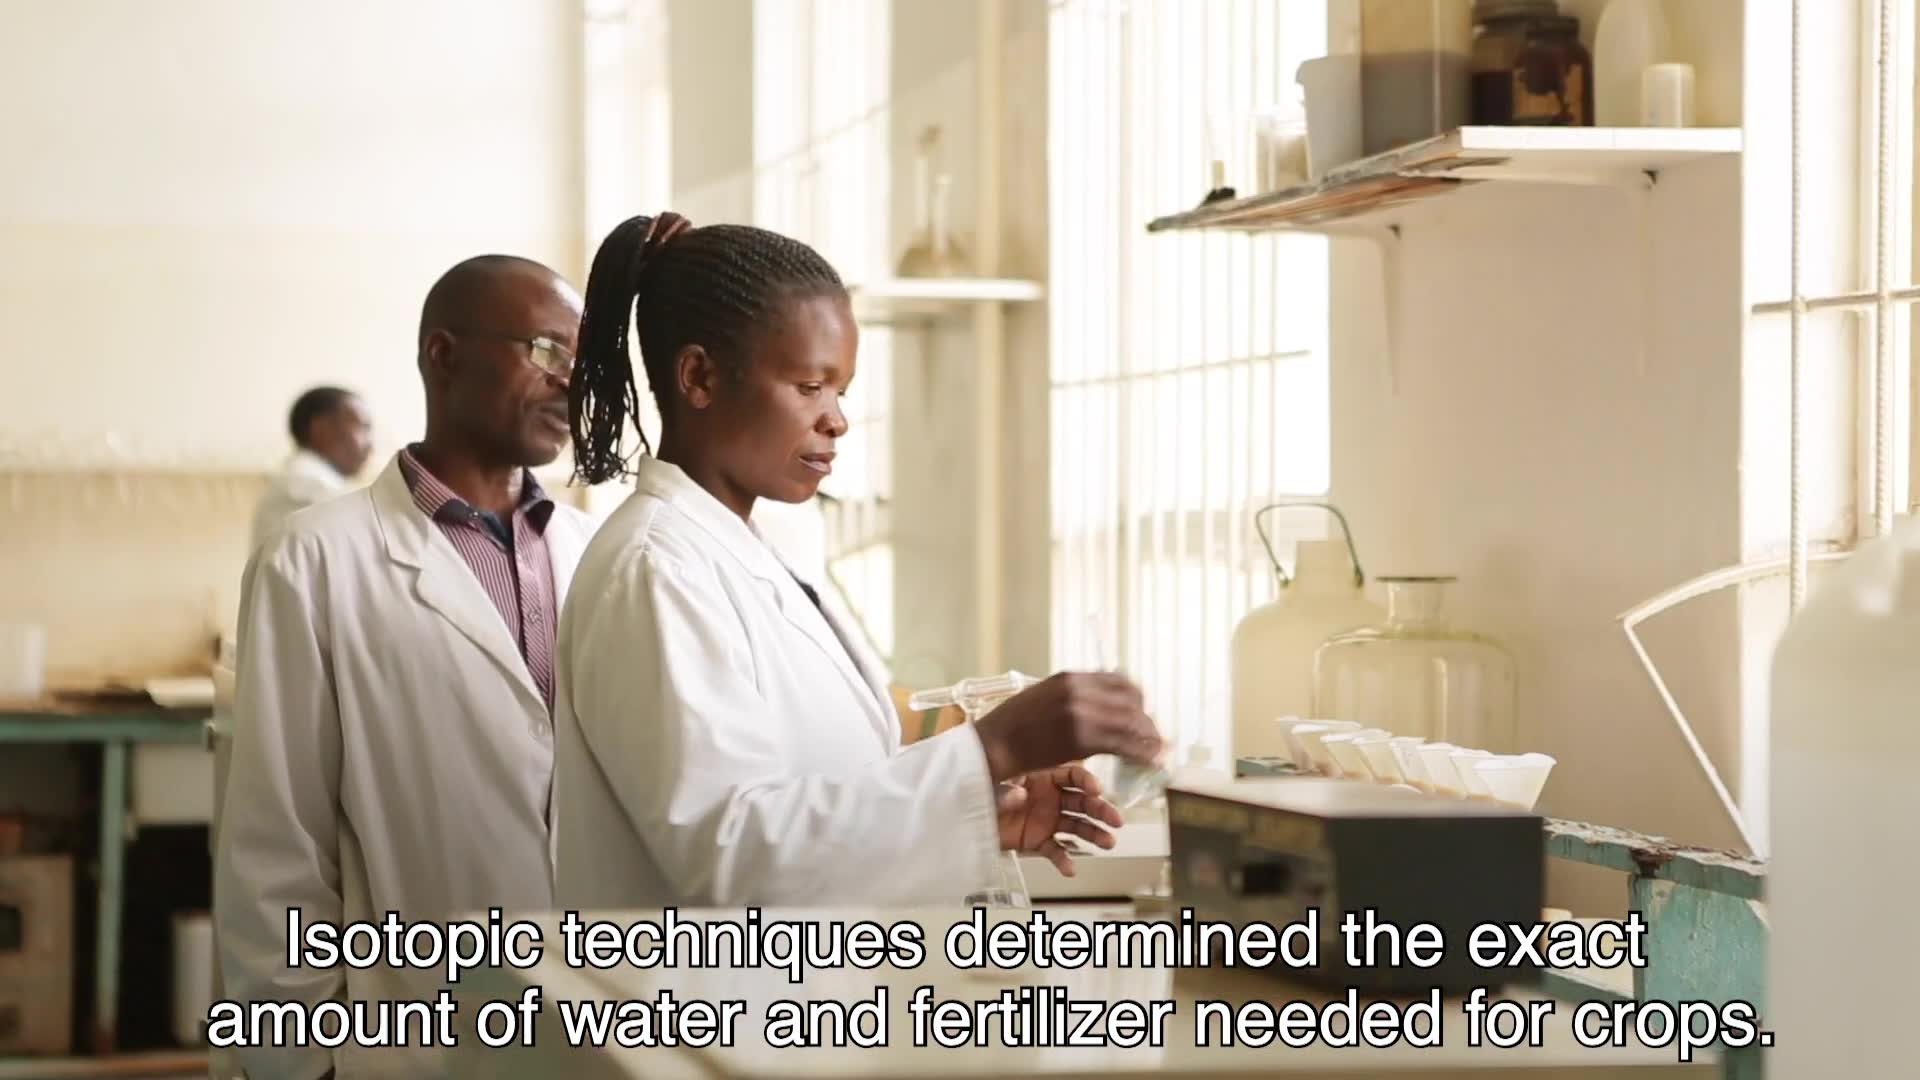 Isotopic techniques determined the exact
amount of water and fertilizer needed for crops.